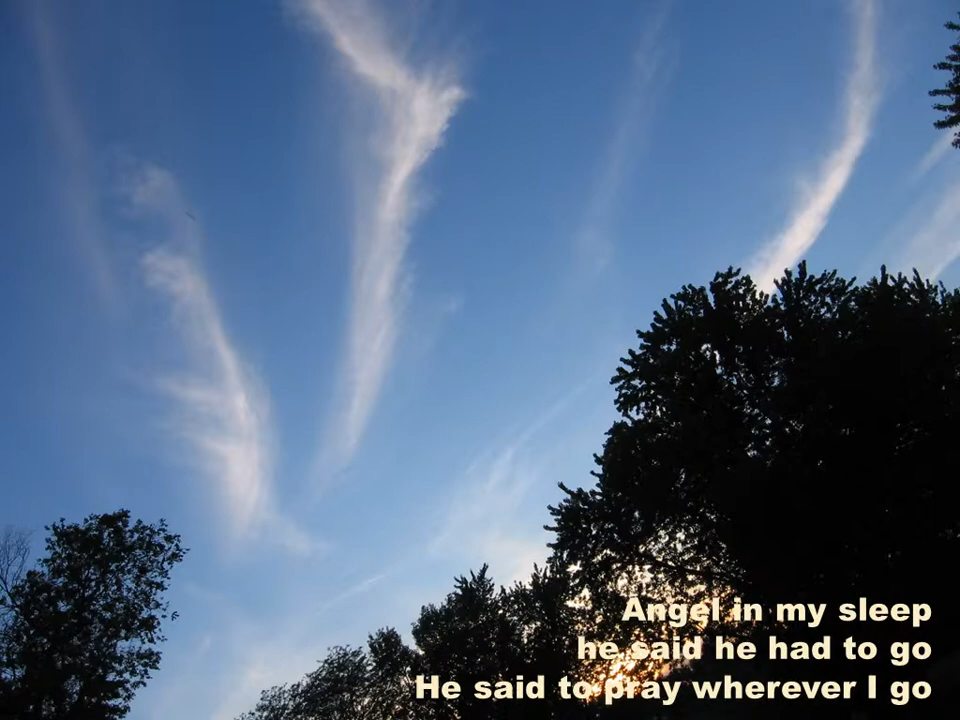 Angel in my sleep
he said he had to go
He said to pray wherever I go